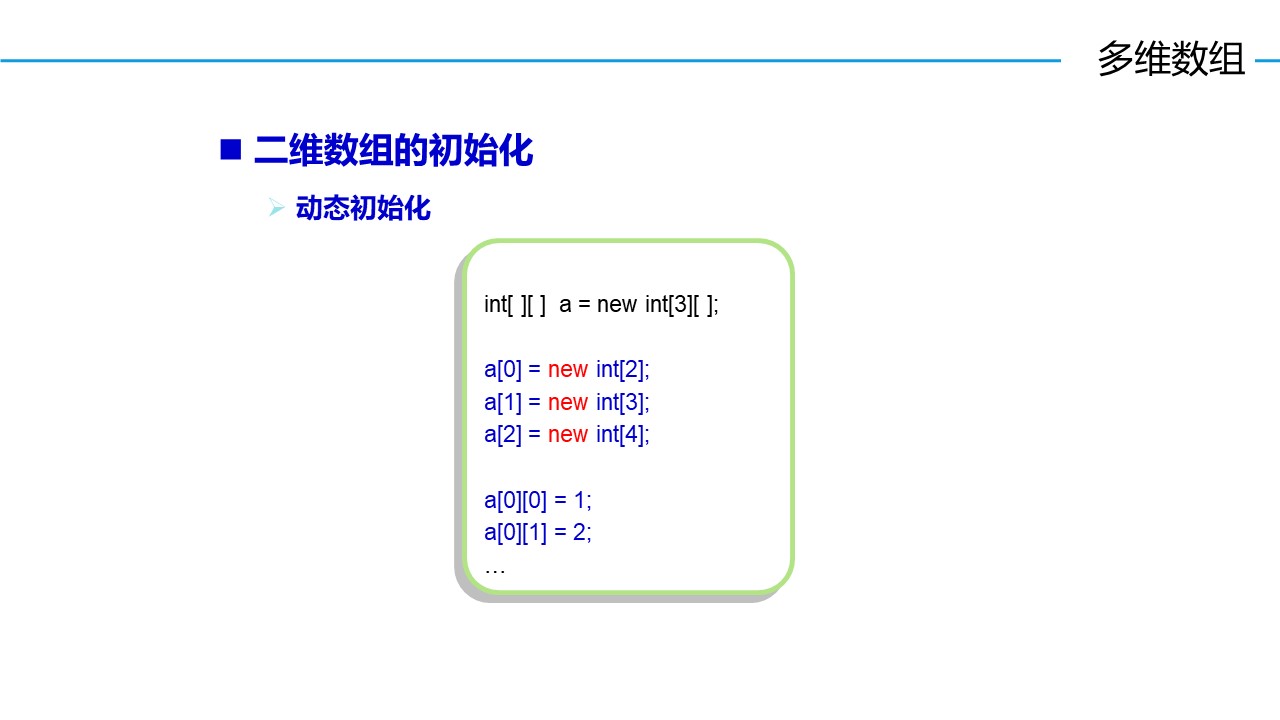 多维数组
二维数组的初始化
动态初始化
int[ ][ ]  a = new int[3][ ];
a[0] = new int[2];
a[1] = new int[3];
a[2] = new int[4];
a[0][0] = 1;
a[0][1] = 2;
…